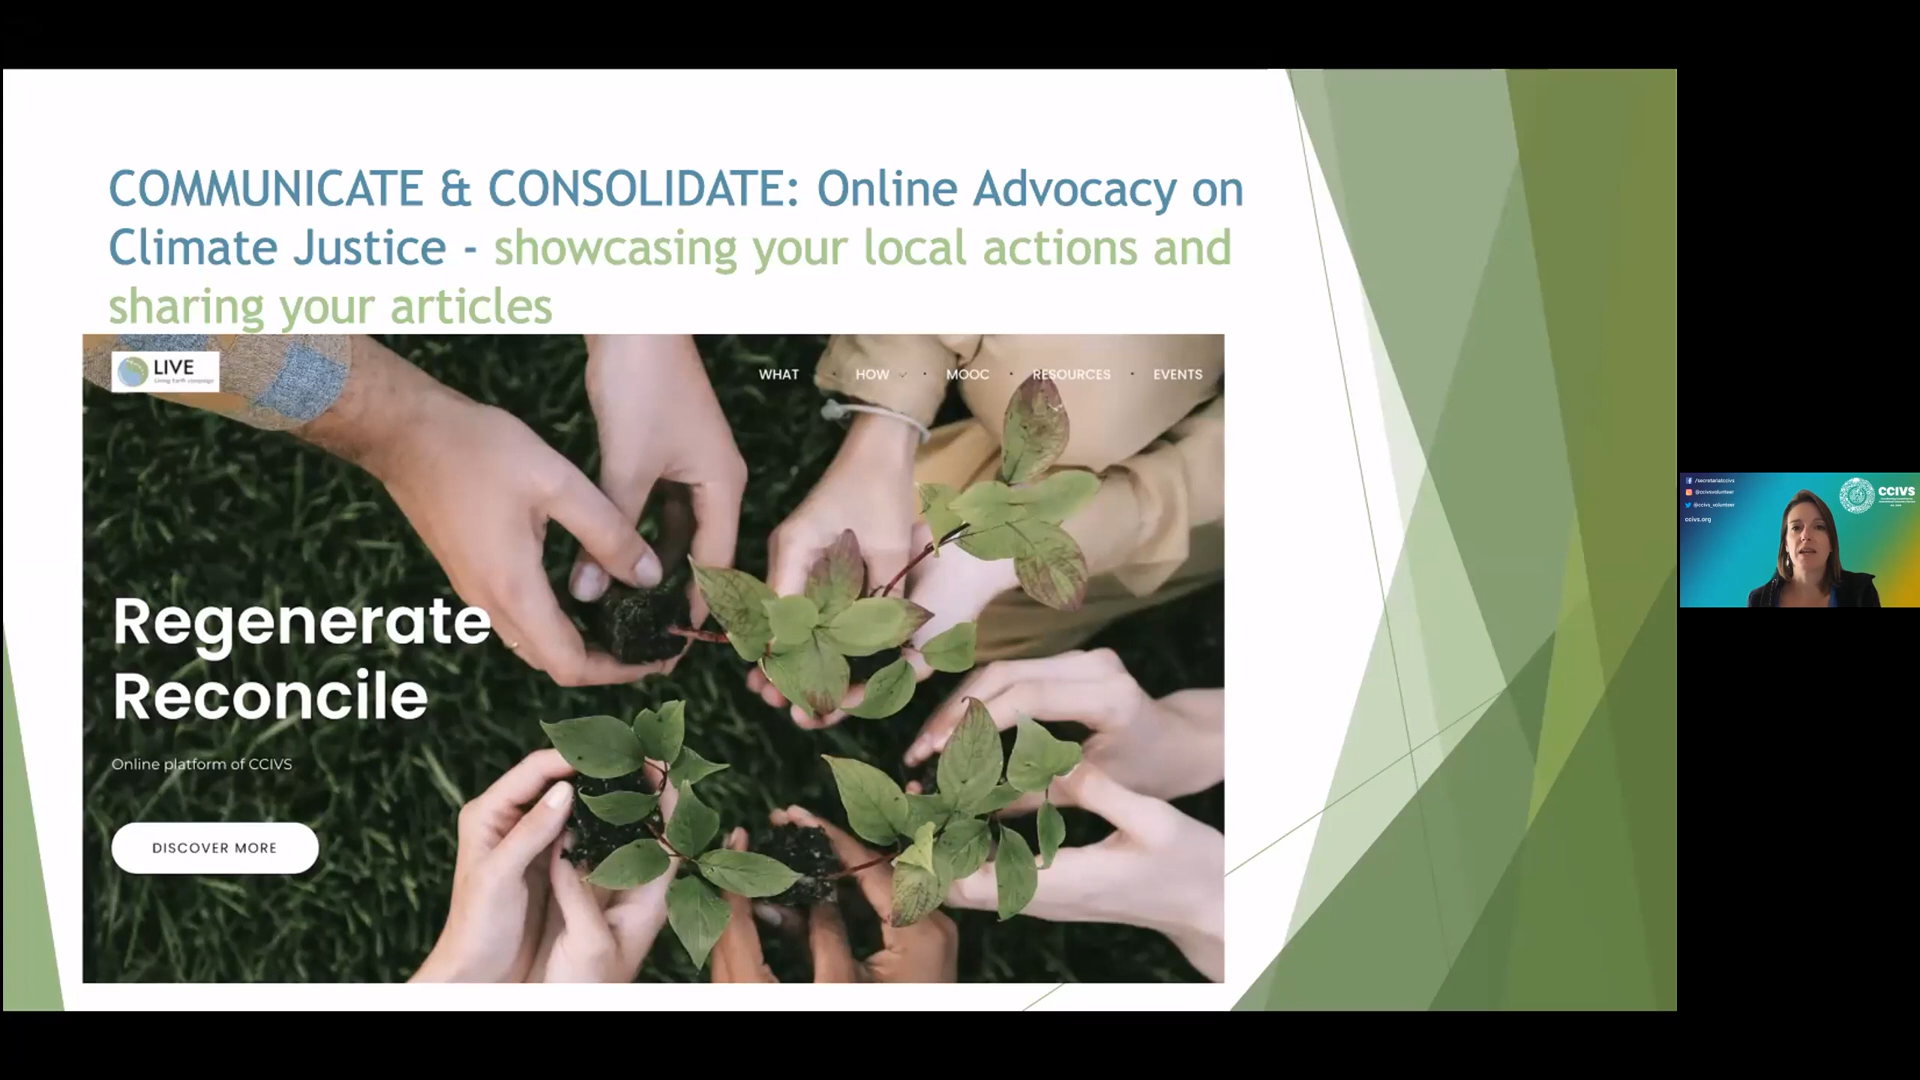 COMMUNICATE & CONSOLIDATE: Online Advocacy on
Climate Justice - showcasing your local actions and
sharing your articles
LIVE
Living Earth campaign
WHAT · HOW · MOOC · RESOURCES · EVENTS
Regenerate
Reconcile
Online platform of CCIVS
DISCOVER MORE
/secretariatccivs
@ccivsvolunteer
@ccivs_volunteer
ccivs.org
CCIVS